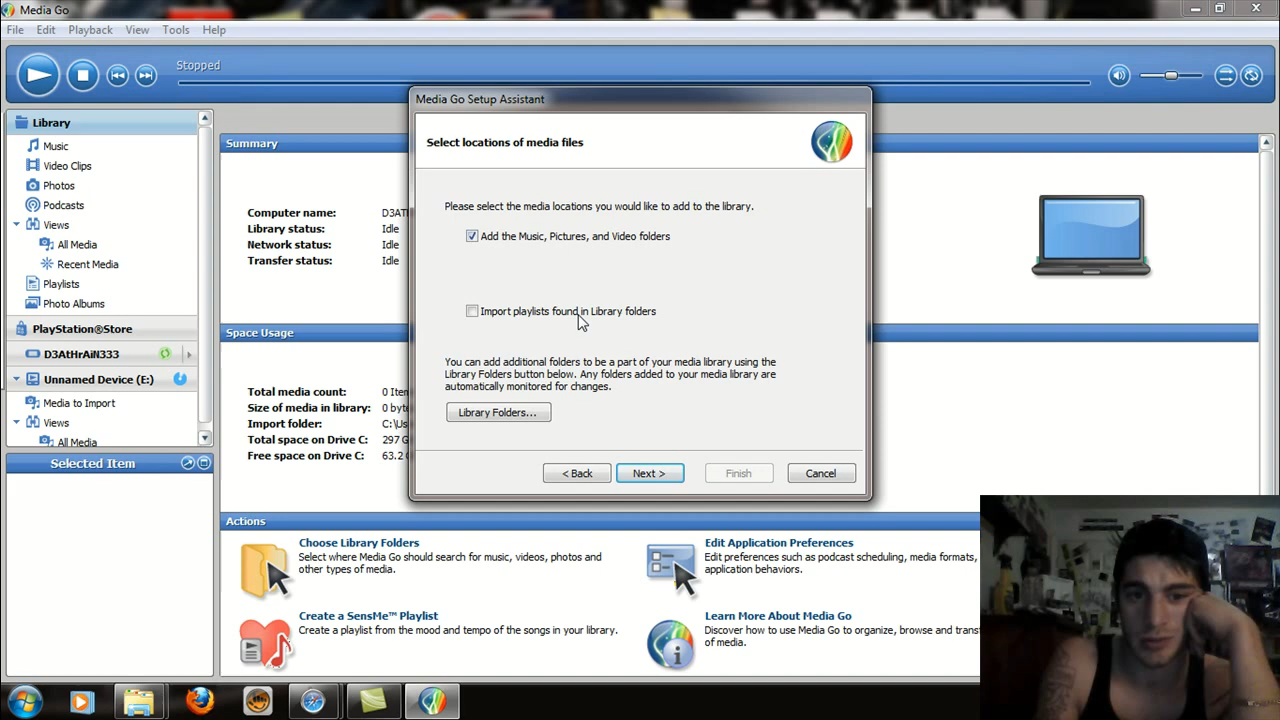 Media Go
File Edit Playback View Tools Help
Stopped
Library
Music
Video Clips
Photos
Podcasts
Views
All Media
Recent Media
Playlists
Photo Albums
PlayStation®Store
D3AtHrAiN333
Unnamed Device (E:)
Media to Import
Views
All Media
Selected Item
Summary
Computer name: D3AtH
Library status: Idle
Network status: Idle
Transfer status: Idle
Space Usage
Total media count: 0 Item
Size of media in library: 0 byt
Import folder: C:\Us
Total space on Drive C: 297 G
Free space on Drive C: 63.2 G
Media Go Setup Assistant
Select locations of media files
Please select the media locations you would like to add to the library.
Add the Music, Pictures, and Video folders
Import playlists found in Library folders
You can add additional folders to be a part of your media library using the
Library Folders button below. Any folders added to your media library are
automatically monitored for changes.
Library Folders...
< Back Next > Finish Cancel
Actions
Choose Library Folders
Select where Media Go should search for music, videos, photos and
other types of media.
Create a SensMe™ Playlist
Create a playlist from the mood and tempo of the songs in your library.
Edit Application Preferences
Edit preferences such as podcast scheduling, media formats,
application behaviors.
Learn More About Media Go
Discover how to use Media Go to organize, browse and trans
of media.